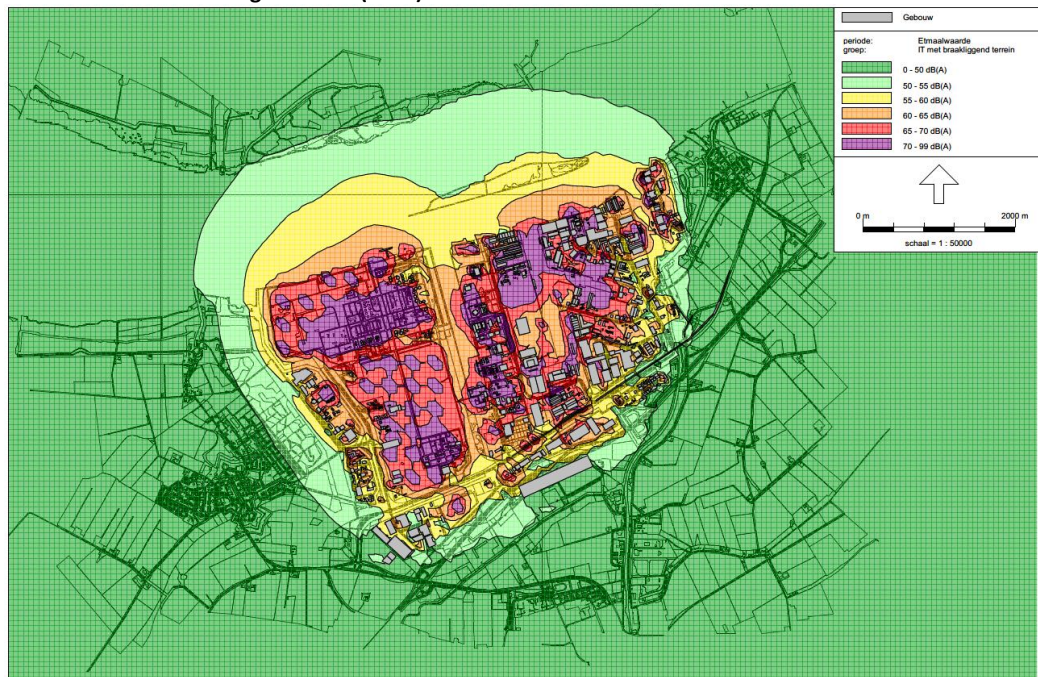 Gebouw
periode: Etmaalwaarde
groep: IT met braakliggend terrein
0 - 50 dB(A)
50 - 55 dB(A)
55 - 60 dB(A)
60 - 65 dB(A)
65 - 70 dB(A)
70 - 99 dB(A)
0 m 2000 m
schaal = 1 : 50000